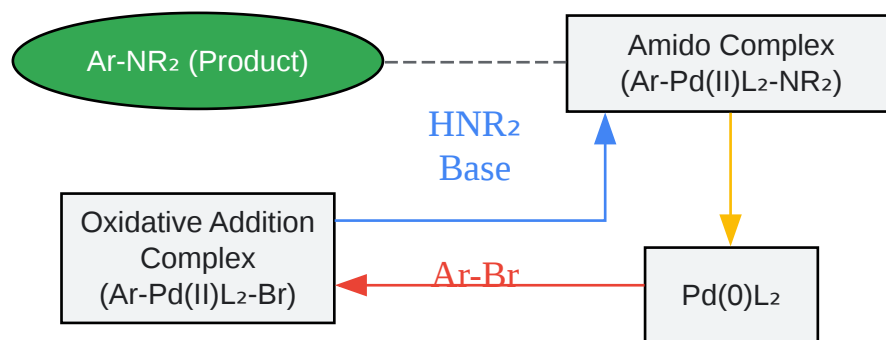 Ar-NR₂ (Product)
Amido Complex
(Ar-Pd(II)L₂-NR₂)
HNR₂
Base
Oxidative Addition
Complex
(Ar-Pd(II)L₂-Br)
Ar-Br
Pd(0)L₂